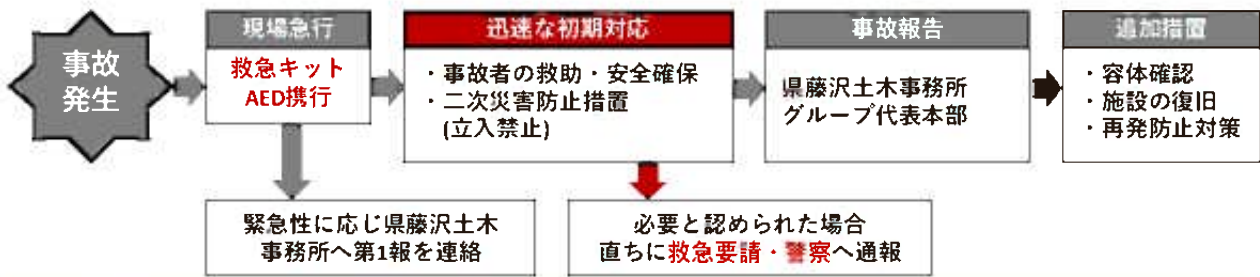 事故
発生
現場急行
救急キット
AED携行
迅速な初期対応
・事故者の救助・安全確保
・二次災害防止措置
(立入禁止)
事故報告
県藤沢土木事務所
グループ代表本部
追加措置
・容体確認
・施設の復旧
・再発防止対策
緊急性に応じ県藤沢土木
事務所へ第1報を連絡
必要と認められた場合
直ちに救急要請・警察へ通報